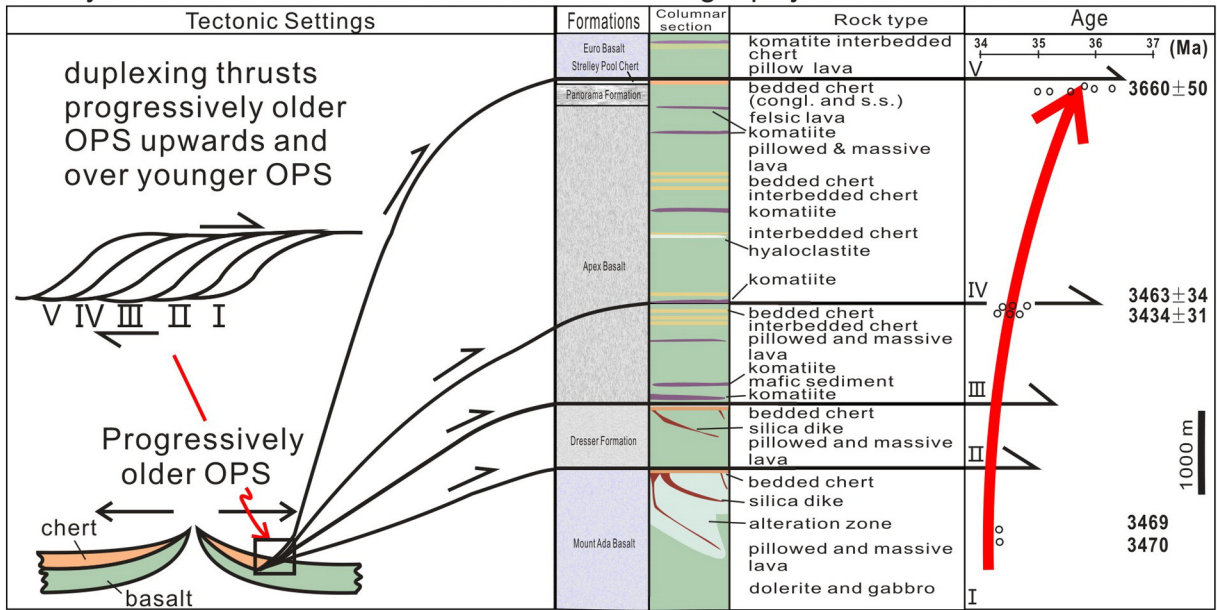 Tectonic Settings
Formations
Columnar
section
Rock type
Age
duplexing thrusts
progressively older
OPS upwards and
over younger OPS
V IV III II I
Progressively
older OPS
chert
basalt
Euro Basalt
Strelley Pool Chert
Panorama Formation
Apex Basalt
Dresser Formation
Mount Ada Basalt
komatite interbedded
chert
pillow lava
bedded chert
(congl. and s.s.)
felsic lava
komatiite
pillowed & massive
lava
bedded chert
interbedded chert
komatiite
interbedded chert
hyaloclastite
komatiite
bedded chert
interbedded chert
pillowed and massive
lava
komatiite
mafic sediment
komatiite
bedded chert
silica dike
pillowed and massive
lava
bedded chert
silica dike
alteration zone
pillowed and massive
lava
dolerite and gabbro
34 35 36 37 (Ma)
V
3660±50
IV
3463±34
3434±31
III
II
3469
3470
I
1000 m